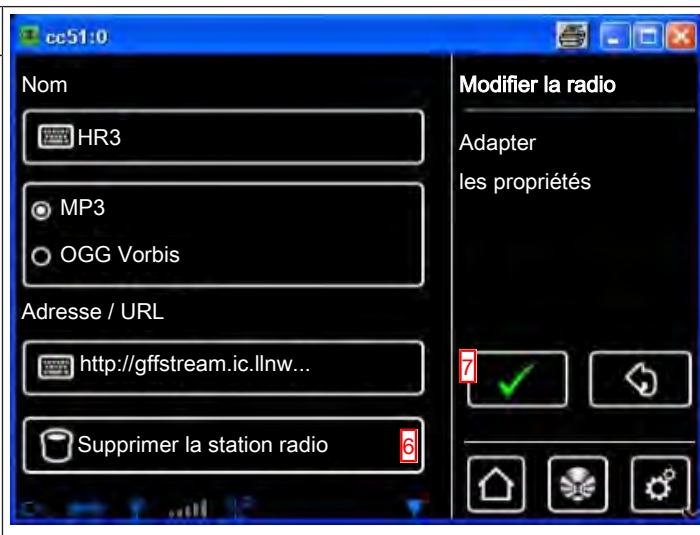 cc51:0
Nom
HR3
MP3
OGG Vorbis
Adresse / URL
http://gffstream.ic.llnw...
Supprimer la station radio
6
Modifier la radio
Adapter
les propriétés
7